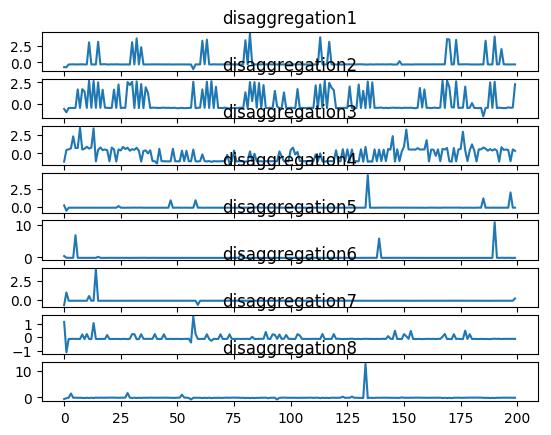 disaggregation1
2.5
0.0
disaggregation2
2.5
0.0
disaggregation3
2.5
0.0
disaggregation4
2.5
0.0
disaggregation5
10
0
disaggregation6
2.5
0.0
disaggregation7
1
0
−1
disaggregation8
10
0
0 25 50 75 100 125 150 175 200